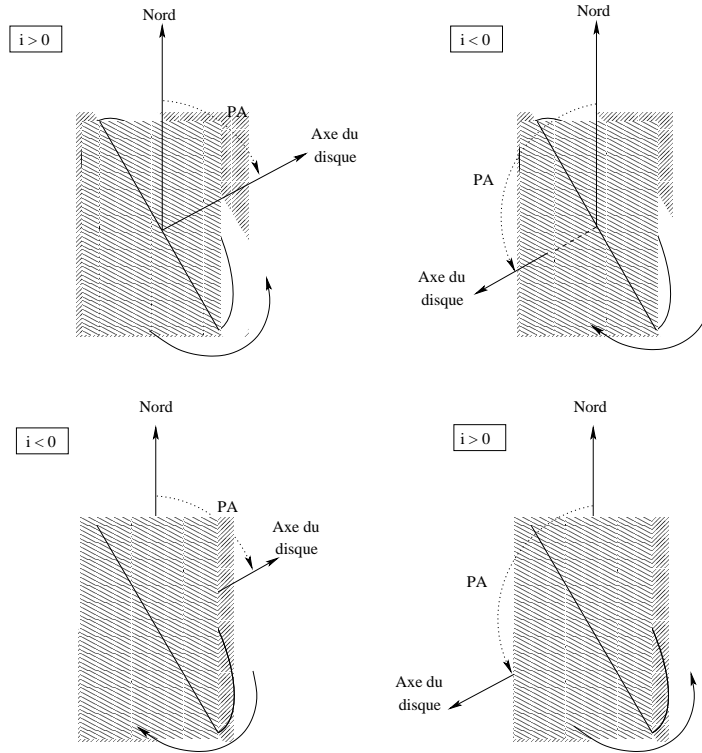 Nord
i > 0
PA
Axe du
disque
Nord
i < 0
PA
Axe du
disque
Nord
i < 0
PA
Axe du
disque
Nord
i > 0
PA
Axe du
disque